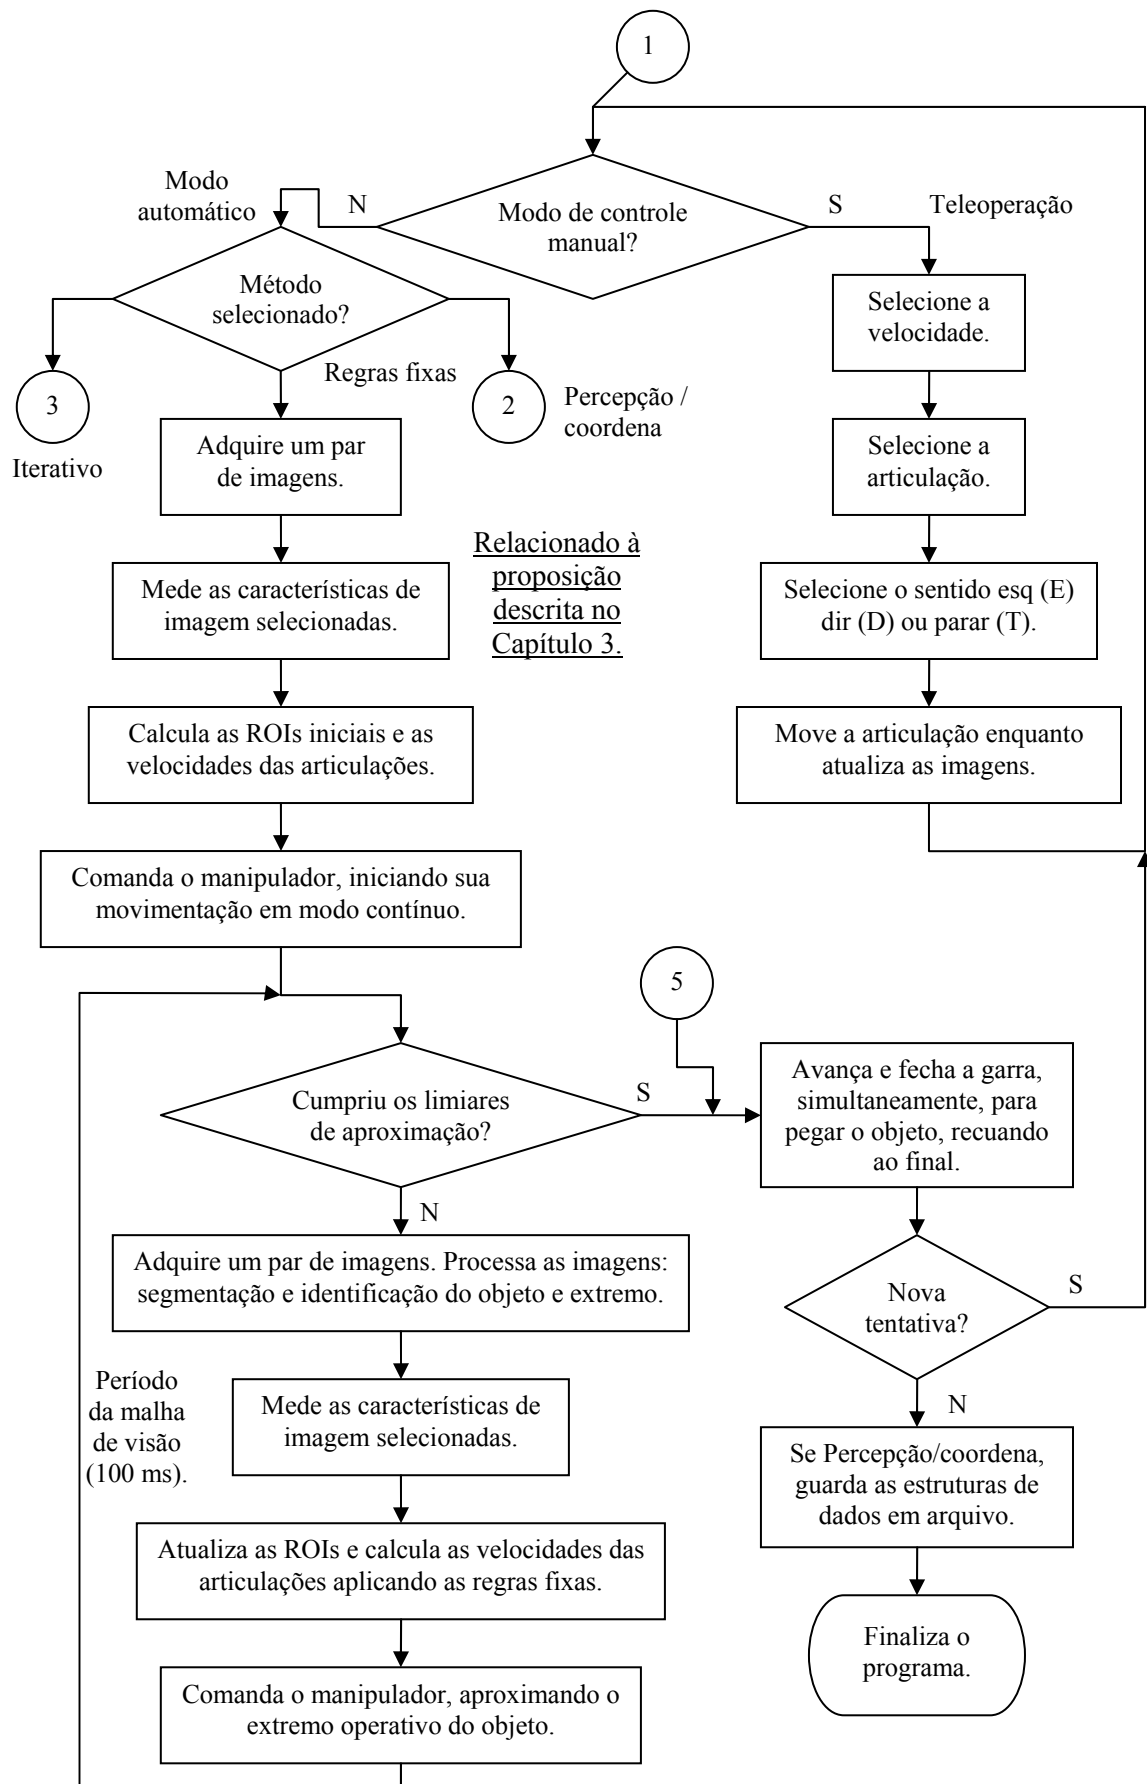 1
Modo
automático
N
Modo de controle
manual?
S
Teleoperação
Método
selecionado?
Selecione a
velocidade.
3
Iterativo
Regras fixas
2
Percepção /
coordena
Adquire um par
de imagens.
Selecione a
articulação.
Relacionado à
proposição
descrita no
Capítulo 3.
Mede as características de
imagem selecionadas.
Selecione o sentido esq (E)
dir (D) ou parar (T).
Calcula as ROIs iniciais e as
velocidades das articulações.
Move a articulação enquanto
atualiza as imagens.
Comanda o manipulador, iniciando sua
movimentação em modo contínuo.
5
Cumpriu os limiares
de aproximação?
S
Avança e fecha a garra,
simultaneamente, para
pegar o objeto, recuando
ao final.
N
Adquire um par de imagens. Processa as imagens:
segmentação e identificação do objeto e extremo.
Nova
tentativa?
S
Período
da malha
de visão
(100 ms).
Mede as características de
imagem selecionadas.
N
Se Percepção/coordena,
guarda as estruturas de
dados em arquivo.
Atualiza as ROIs e calcula as velocidades das
articulações aplicando as regras fixas.
Finaliza o
programa.
Comanda o manipulador, aproximando o
extremo operativo do objeto.